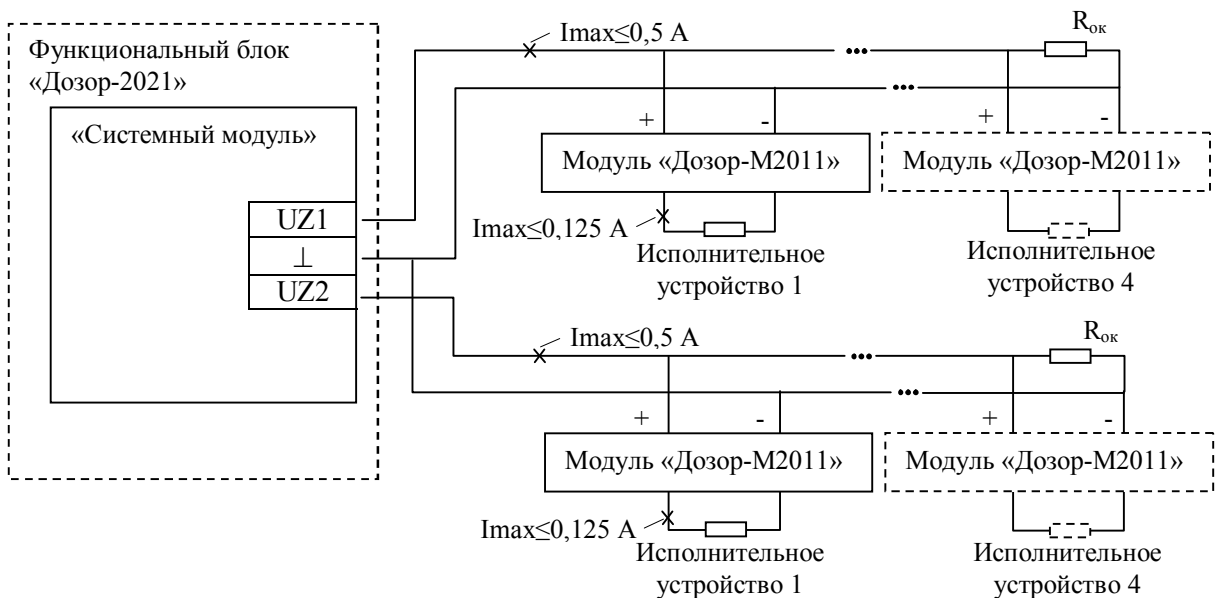 Функциональный блок
«Дозор-2021»
«Системный модуль»
UZ1
⊥
UZ2
Imax≤0,5 А
Rок
+
-
+
-
Модуль «Дозор-М2011»
Модуль «Дозор-М2011»
Imax≤0,125 А
Исполнительное
устройство 1
Исполнительное
устройство 4
Imax≤0,5 А
Rок
+
-
+
-
Модуль «Дозор-М2011»
Модуль «Дозор-М2011»
Imax≤0,125 А
Исполнительное
устройство 1
Исполнительное
устройство 4